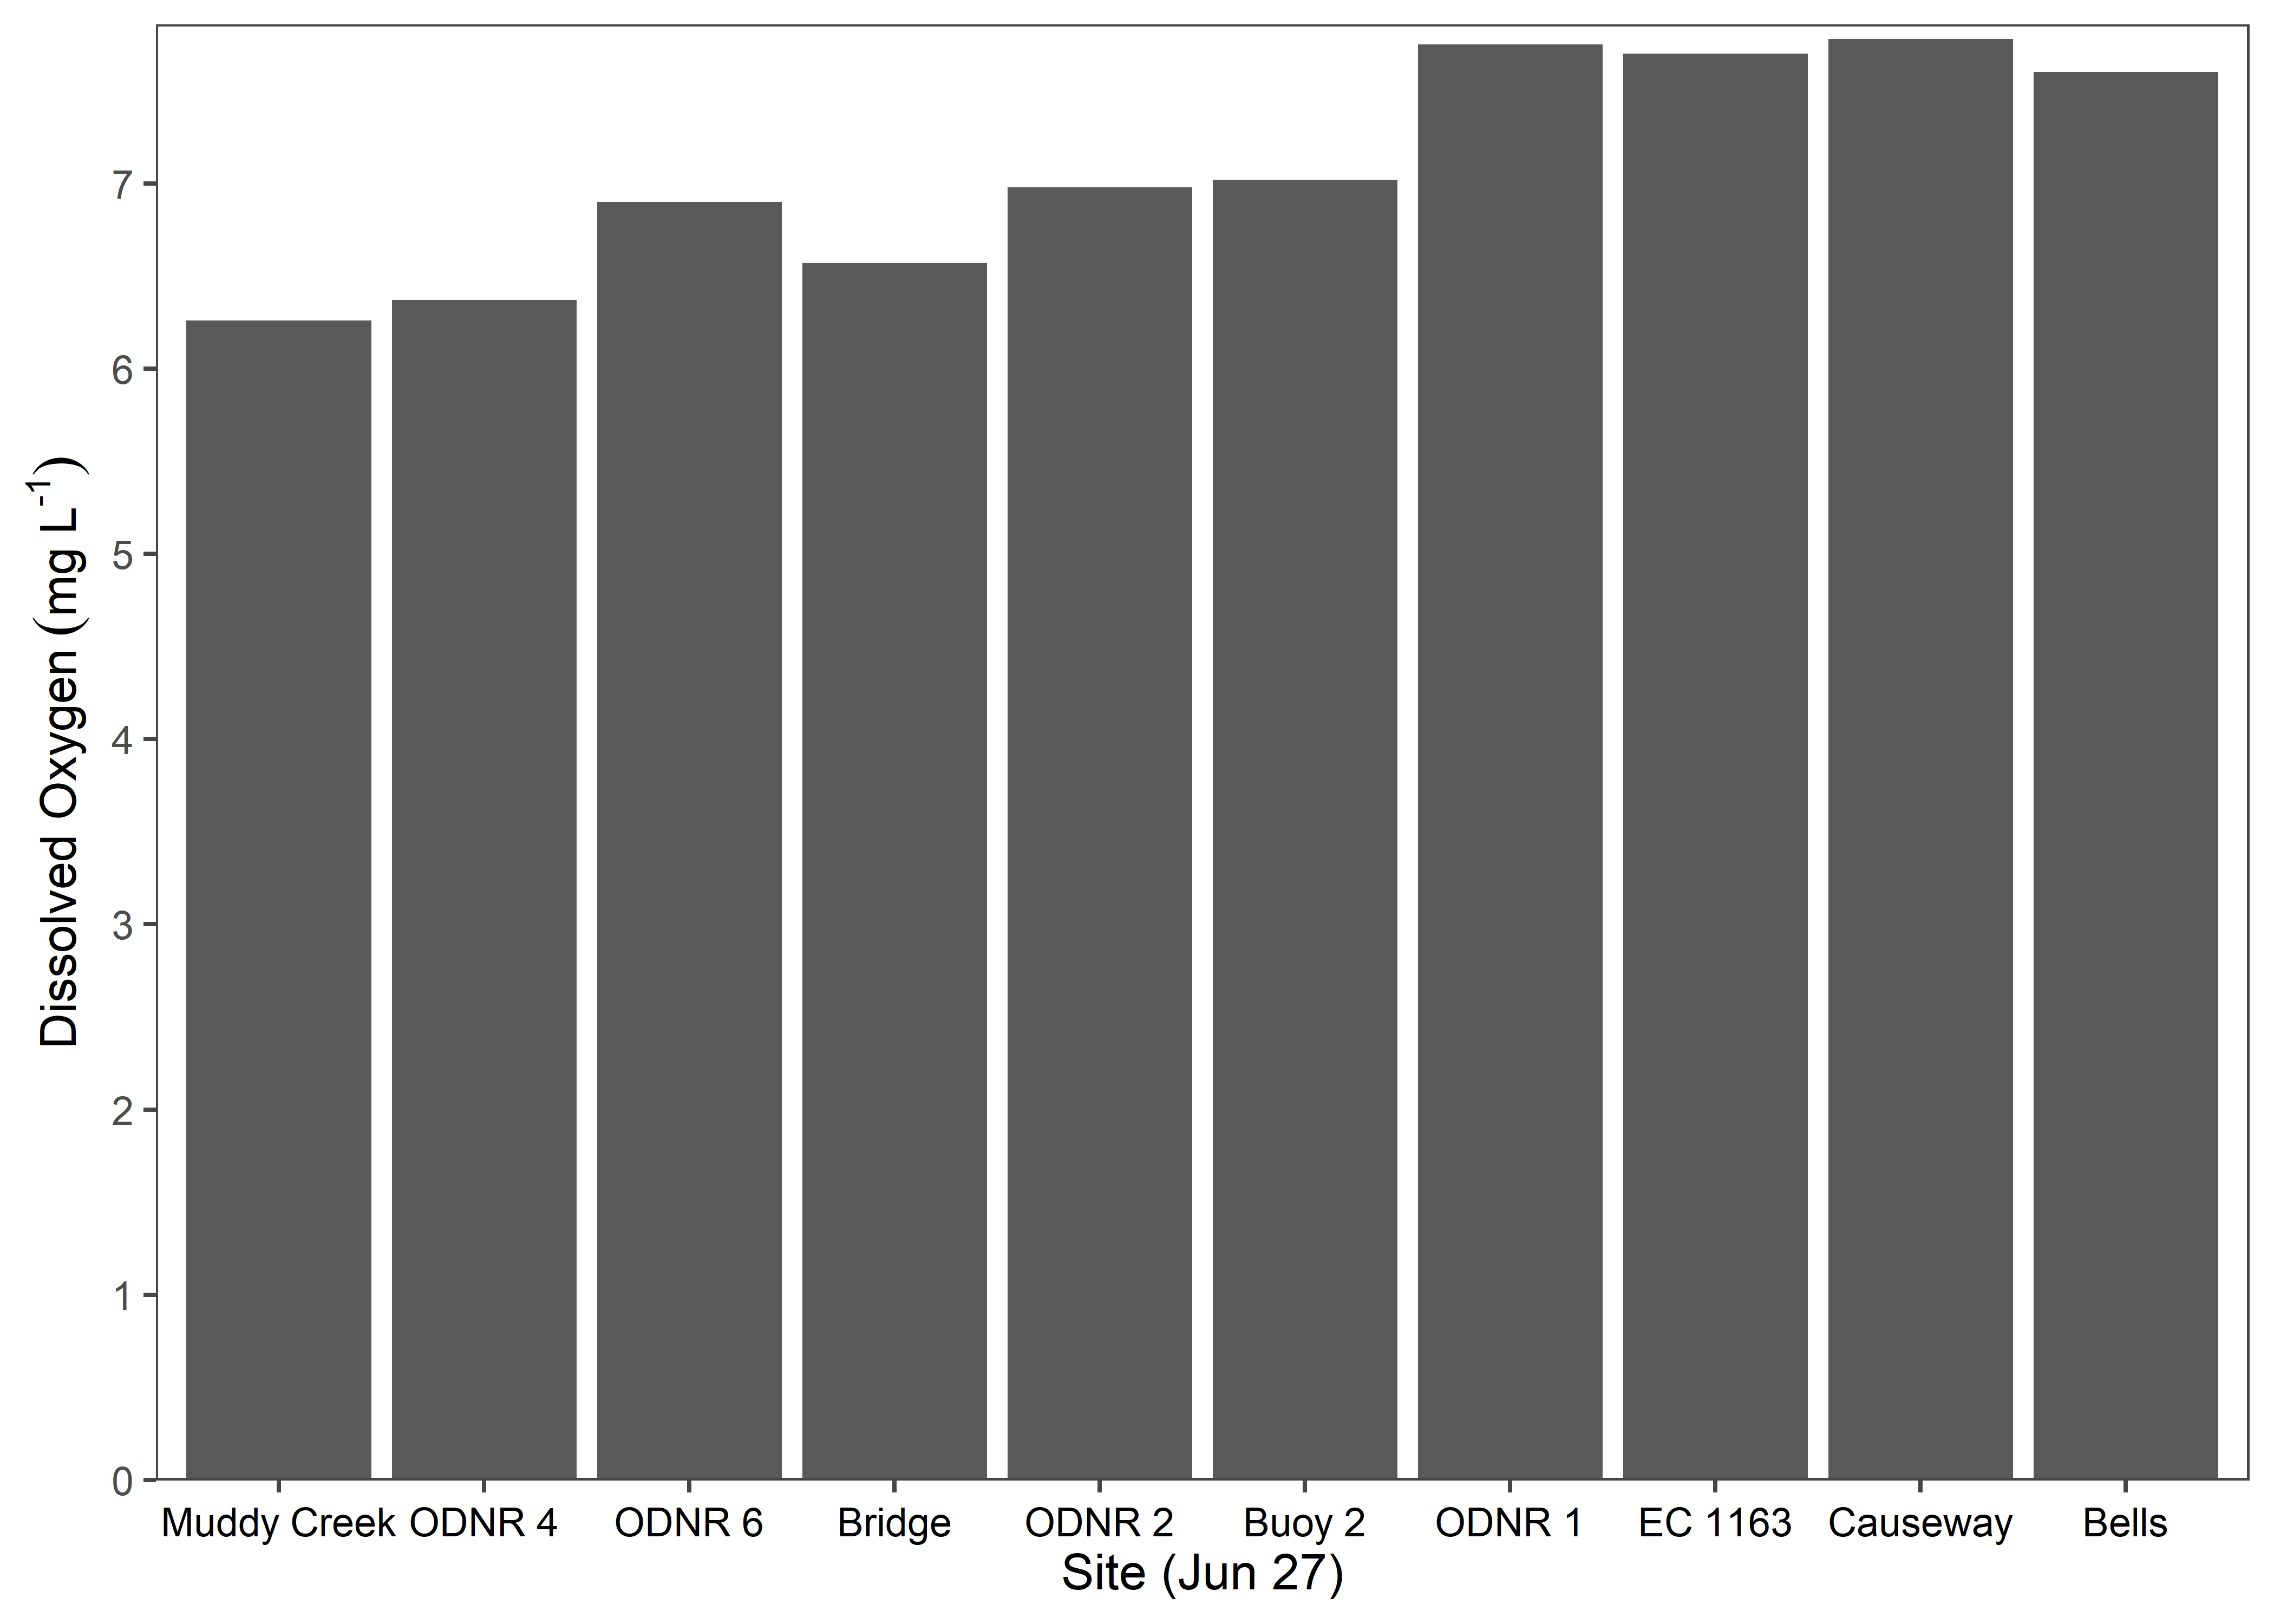 Dissolved Oxygen (mg L-1)
7
6
5
4
3
2
1
0
Muddy Creek ODNR 4 ODNR 6 Bridge ODNR 2 Buoy 2 ODNR 1 EC 1163 Causeway Bells
Site (Jun 27)